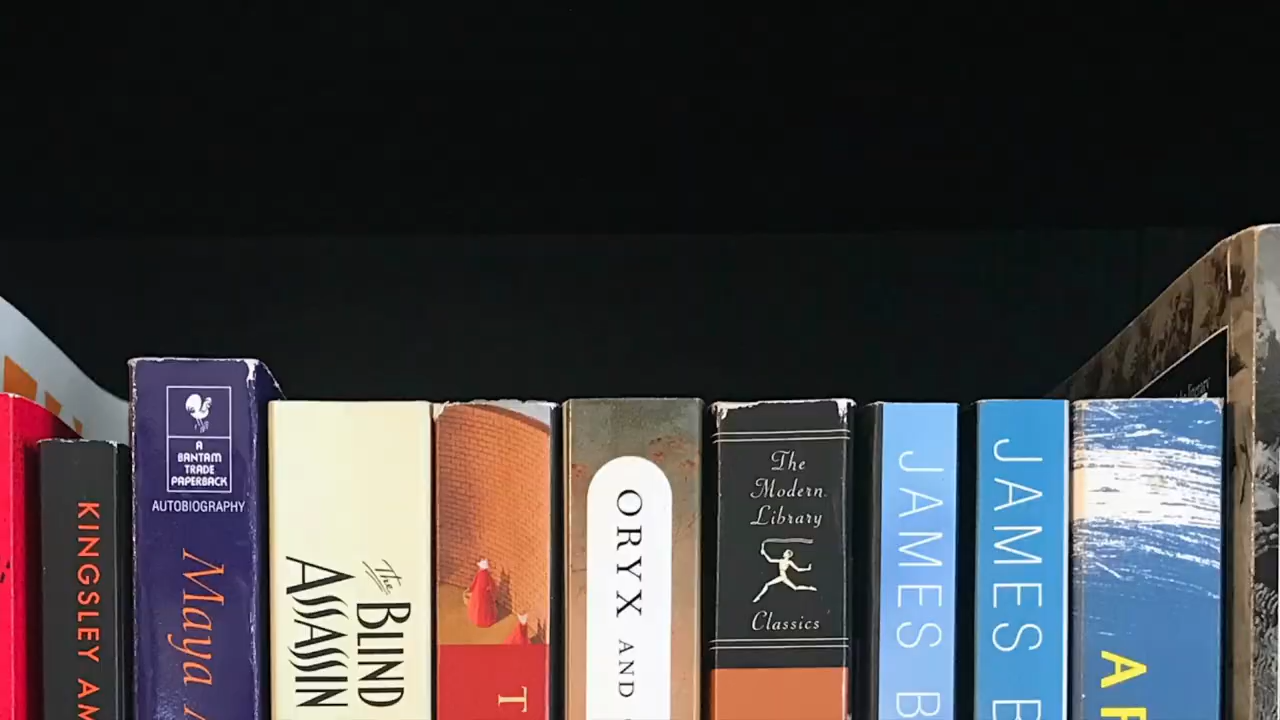 KINGSLEY AM
A
BANTAM
TRADE
PAPERBACK
AUTOBIOGRAPHY
Maya
The
BLIND
ASSASSIN
T
ORYX AND
The
Modern
Library
Classics
JAMES B
JAMES B
A F